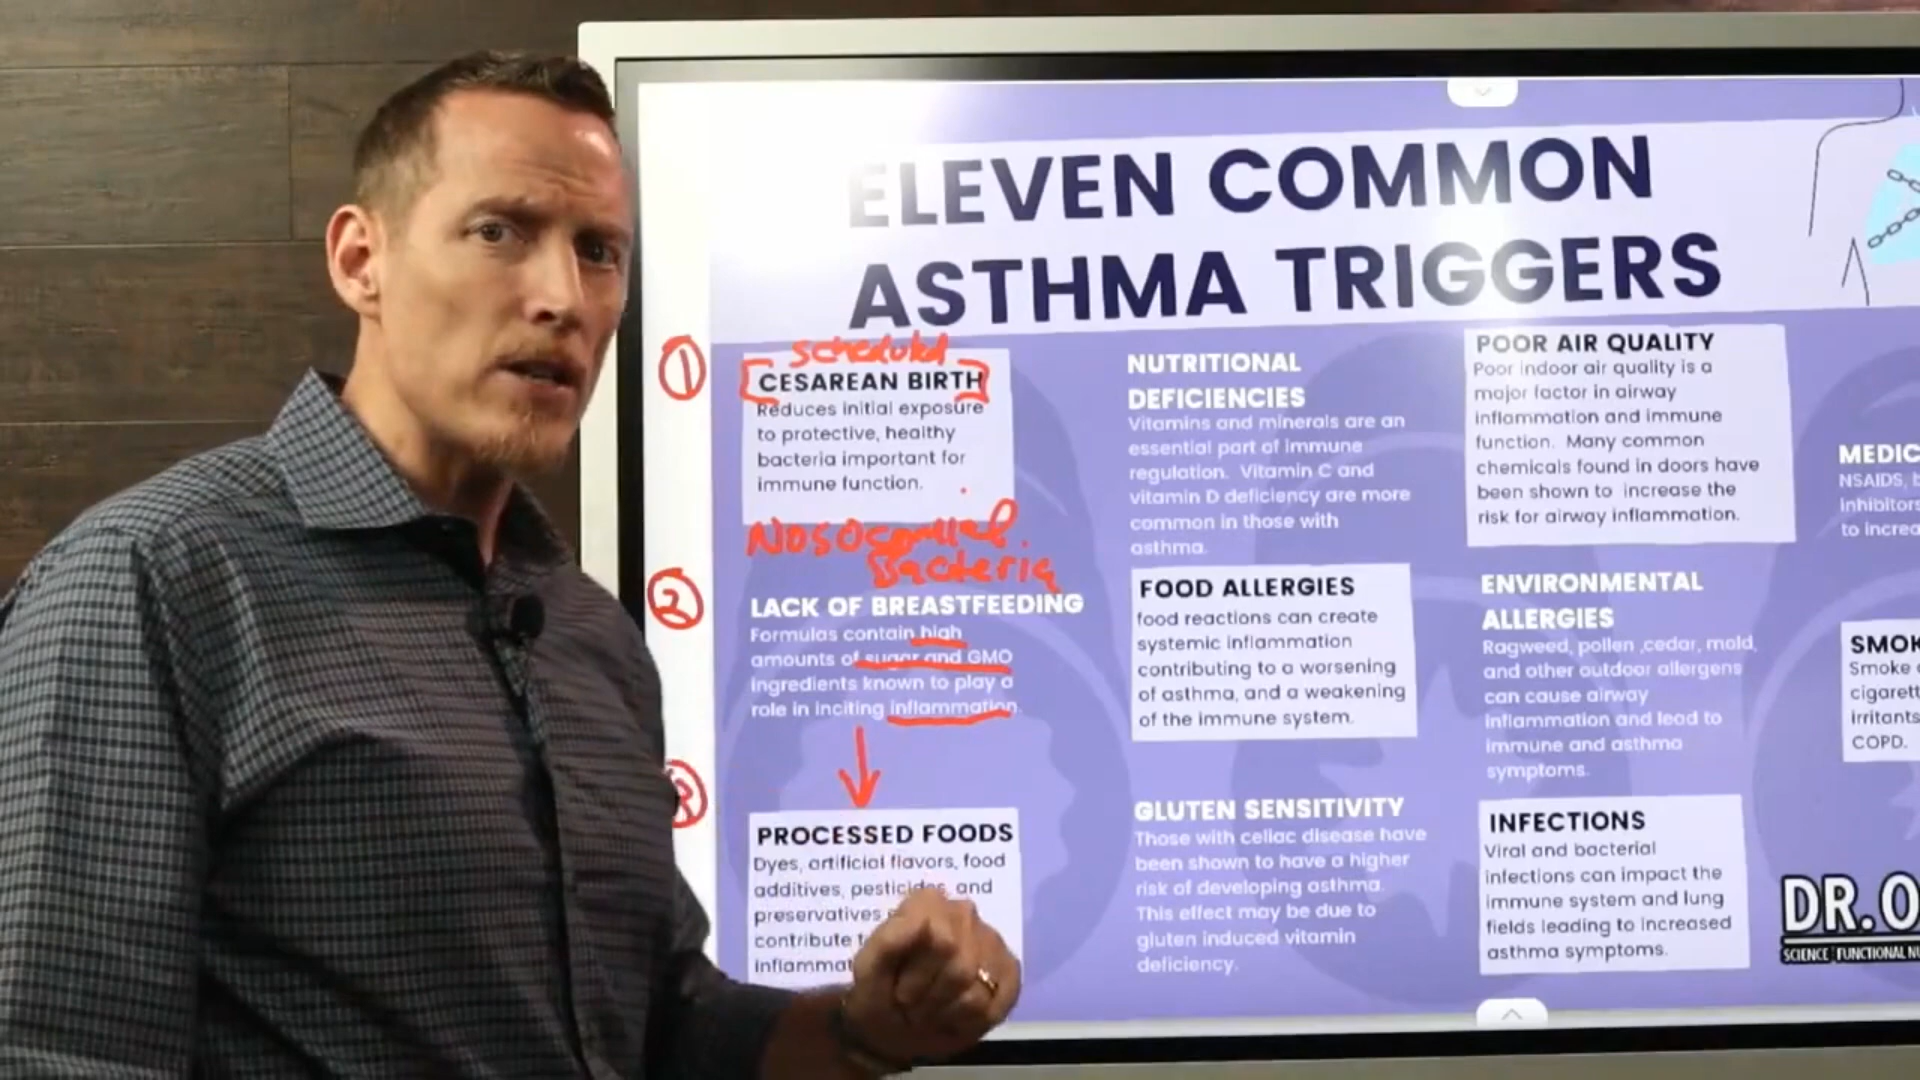 ELEVEN COMMON
ASTHMA TRIGGERS
1
scheduled
CESAREAN BIRTH
Reduces initial exposure
to protective, healthy
bacteria important for
immune function.
Nosocomial
Bacteria
2
LACK OF BREASTFEEDING
Formulas contain high
amounts of sugar and GMO
ingredients known to play a
role in inciting inflammation.
PROCESSED FOODS
Dyes, artificial flavors, food
additives, pesticides, and
preservatives
contribute
NUTRITIONAL
DEFICIENCIES
Vitamins and minerals are an
essential part of immune
regulation. Vitamin C and
vitamin D deficiency are more
common in those with
asthma.
FOOD ALLERGIES
food reactions can create
systemic inflammation
contributing to a worsening
of asthma, and a weakening
of the immune system.
GLUTEN SENSITIVITY
Those with celiac disease have
been shown to have a higher
risk of developing asthma.
This effect may be due to
gluten induced vitamin
deficiency.
POOR AIR QUALITY
Poor indoor air quality is a
major factor in airway
inflammation and immune
function. Many common
chemicals found in doors have
been shown to increase the
risk for airway inflammation.
ENVIRONMENTAL
ALLERGIES
Ragweed, pollen ,cedar, mold,
and other outdoor allergens
can cause airway
inflammation and lead to
immune and asthma
symptoms.
INFECTIONS
Viral and bacterial
infections can impact the
immune system and lung
fields leading to increased
asthma symptoms.
MEDIC
NSAIDS, b
inhibitors
to increa
SMOK
Smoke
cigarett
irritants
COPD.
DR.O
SCIENCE FUNCTIONAL NU